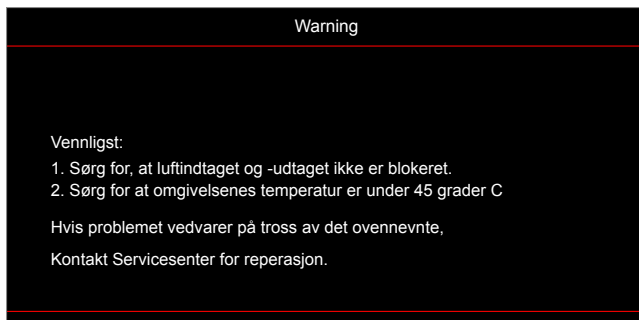 Warning
Vennligst:
1. Sørg for, at luftindtaget og -udtaget ikke er blokeret.
2. Sørg for at omgivelsenes temperatur er under 45 grader C
Hvis problemet vedvarer på tross av det ovennevnte,
Kontakt Servicesenter for reperasjon.